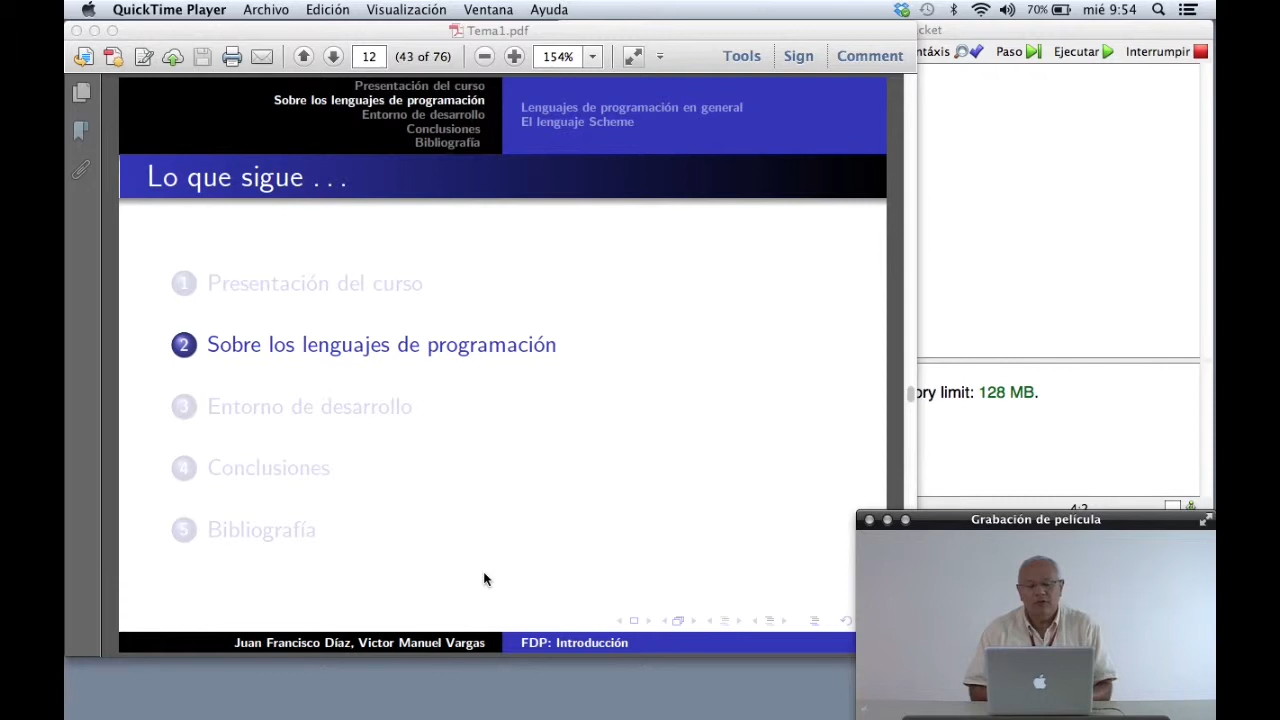 QuickTime Player Archivo Edición Visualización Ventana Ayuda 70% mié 9:54
Tema1.pdf
cket
12 (43 of 76) 154% Tools Sign Comment
ntáxis Paso Ejecutar Interrumpir
Presentación del curso
Sobre los lenguajes de programación
Entorno de desarrollo
Conclusiones
Bibliografía
Lenguajes de programación en general
El lenguaje Scheme
Lo que sigue . . .
1 Presentación del curso
2 Sobre los lenguajes de programación
3 Entorno de desarrollo
4 Conclusiones
5 Bibliografía
ory limit: 128 MB.
4:2
Grabación de película
Juan Francisco Díaz, Victor Manuel Vargas FDP: Introducción